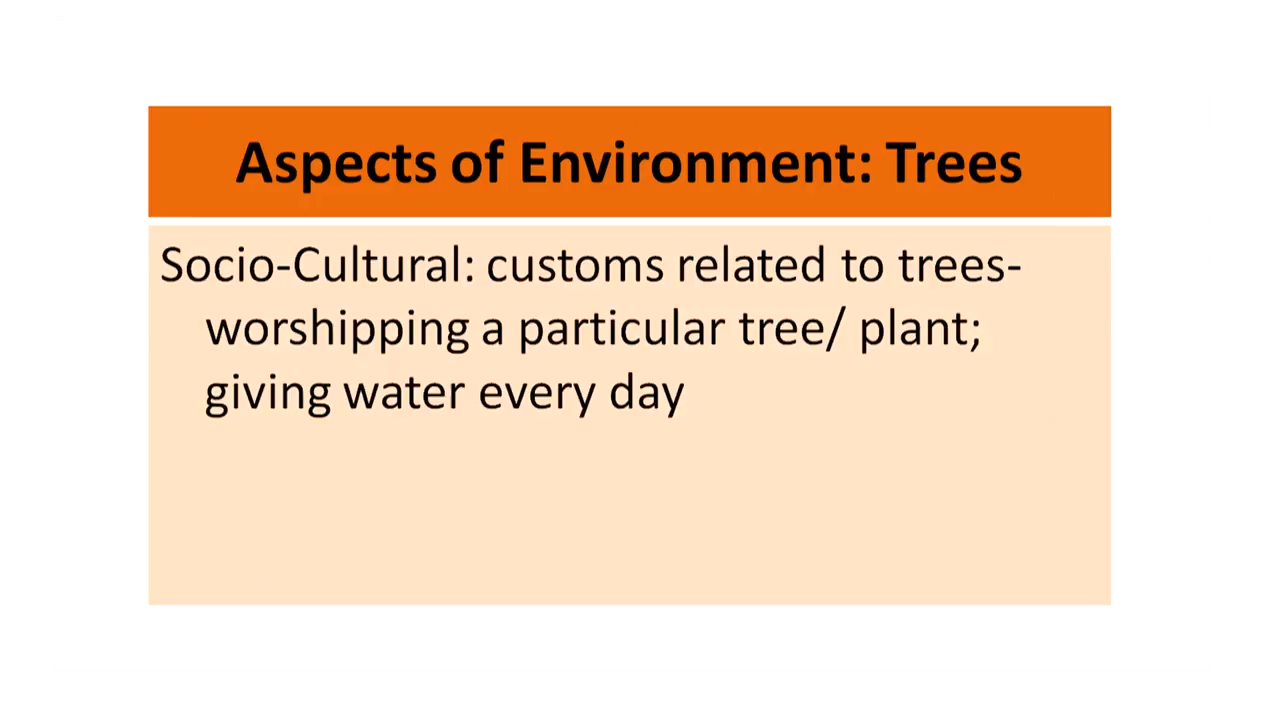 Aspects of Environment: Trees
Socio-Cultural: customs related to trees-
worshipping a particular tree/ plant;
giving water every day